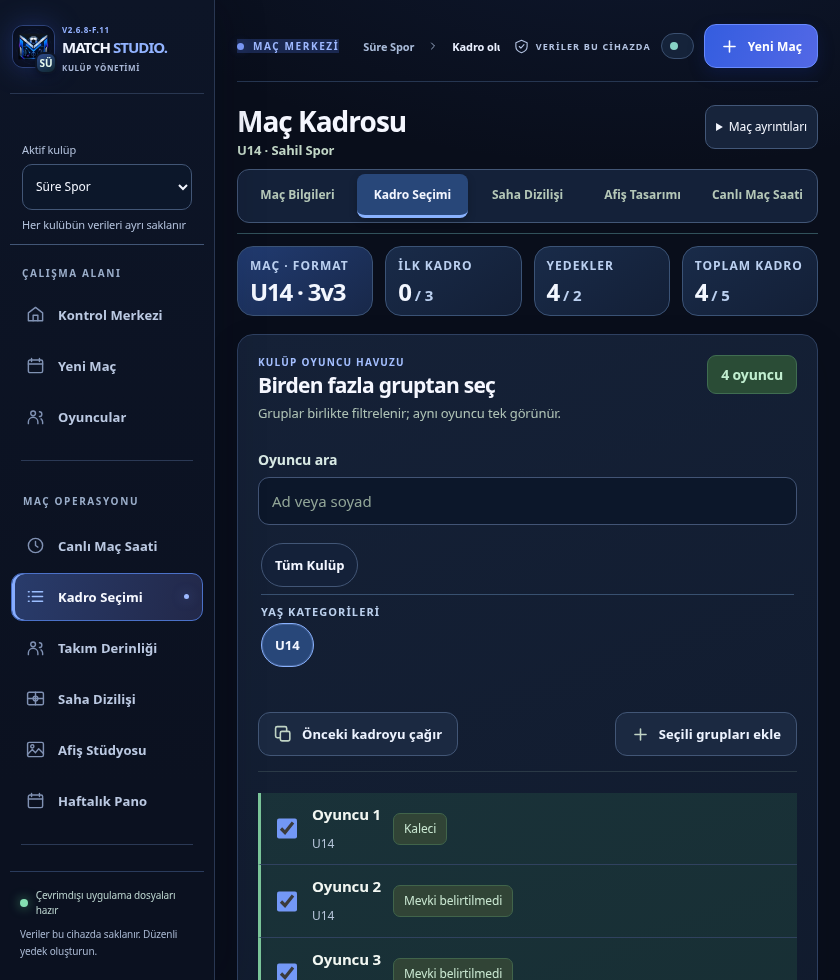 V2.6.8-F.11
MATCH STUDIO.
SÜ
KULÜP YÖNETİMİ
Aktif kulüp
Süre Spor
Her kulübün verileri ayrı saklanır
ÇALIŞMA ALANI
Kontrol Merkezi
Yeni Maç
Oyuncular
MAÇ OPERASYONU
Canlı Maç Saati
Kadro Seçimi
Takım Derinliği
Saha Dizilişi
Afiş Stüdyosu
Haftalık Pano
Çevrimdışı uygulama dosyaları
hazır
Veriler bu cihazda saklanır. Düzenli
yedek oluşturun.
MAÇ MERKEZİ
Süre Spor
Kadro olu
VERİLER BU CİHAZDA
Yeni Maç
Maç Kadrosu
U14 · Sahil Spor
Maç ayrıntıları
Maç Bilgileri
Kadro Seçimi
Saha Dizilişi
Afiş Tasarımı
Canlı Maç Saati
MAÇ · FORMAT
U14 · 3v3
İLK KADRO
0 / 3
YEDEKLER
4 / 2
TOPLAM KADRO
4 / 5
KULÜP OYUNCU HAVUZU
Birden fazla gruptan seç
Gruplar birlikte filtrelenir; aynı oyuncu tek görünür.
4 oyuncu
Oyuncu ara
Ad veya soyad
Tüm Kulüp
YAŞ KATEGORİLERİ
U14
Önceki kadroyu çağır
Seçili grupları ekle
Oyuncu 1
U14
Kaleci
Oyuncu 2
U14
Mevki belirtilmedi
Oyuncu 3
Mevki belirtilmedi